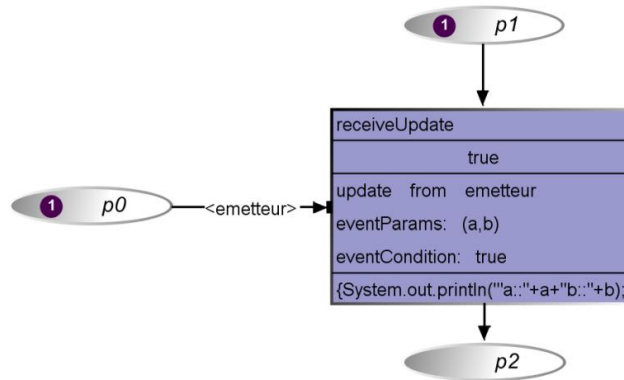 1 p1
receiveUpdate
true
update from emetteur
1 p0 <emetteur>
eventParams: (a,b)
eventCondition: true
{System.out.println("'a::"+a+"b::"+b);
p2